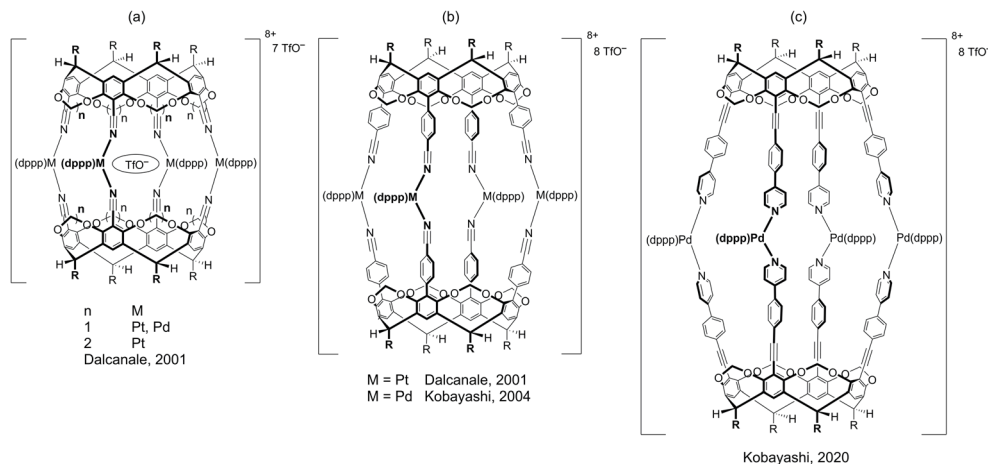 (a)
8+
7 TfO⁻
R R R R
H H
O O O O O O
n n n n
N N N N
(dppp)M (dppp)M TfO⁻ M(dppp) M(dppp)
N N N N
n n n n
O O O O O O
H H
R R R R
n M
1 Pt, Pd
2 Pt
Dalcanale, 2001
(b)
8+
8 TfO⁻
R R R R
H H
O O O O
N N N N
(dppp)M (dppp)M M(dppp) M(dppp)
N N N N
O O O O O O
H H
R R R R
M = Pt Dalcanale, 2001
M = Pd Kobayashi, 2004
(c)
8+
8 TfO⁻
R R R R
H H
O O O O
N N N N
(dppp)Pd (dppp)Pd Pd(dppp) Pd(dppp)
N N N N
O O O O O O
H H
R R R R
Kobayashi, 2020